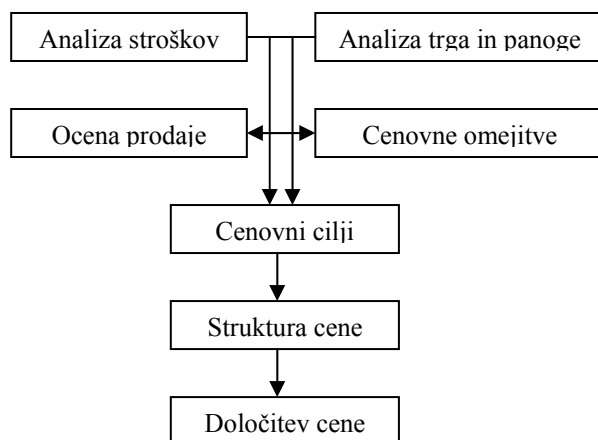 Analiza stroškov
Analiza trga in panoge
Ocena prodaje
Cenovne omejitve
Cenovni cilji
Struktura cene
Določitev cene